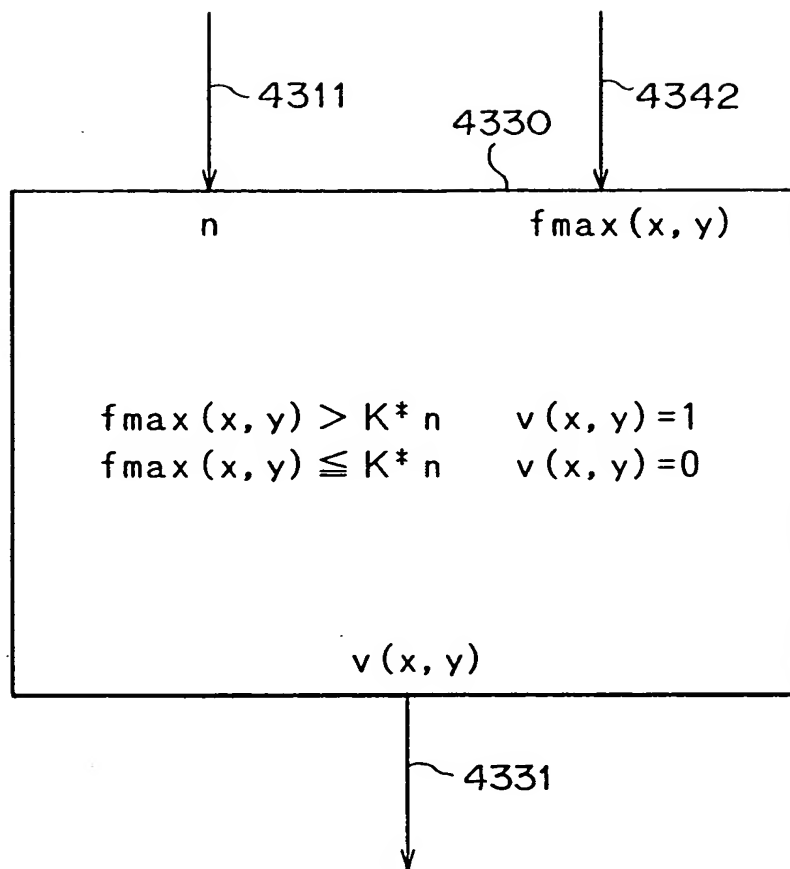 4311
4342
4330
n
fmax(x, y)
fmax(x, y) > K* n v(x, y)=1
fmax(x, y) ≦ K* n v(x, y)=0
v(x, y)
4331